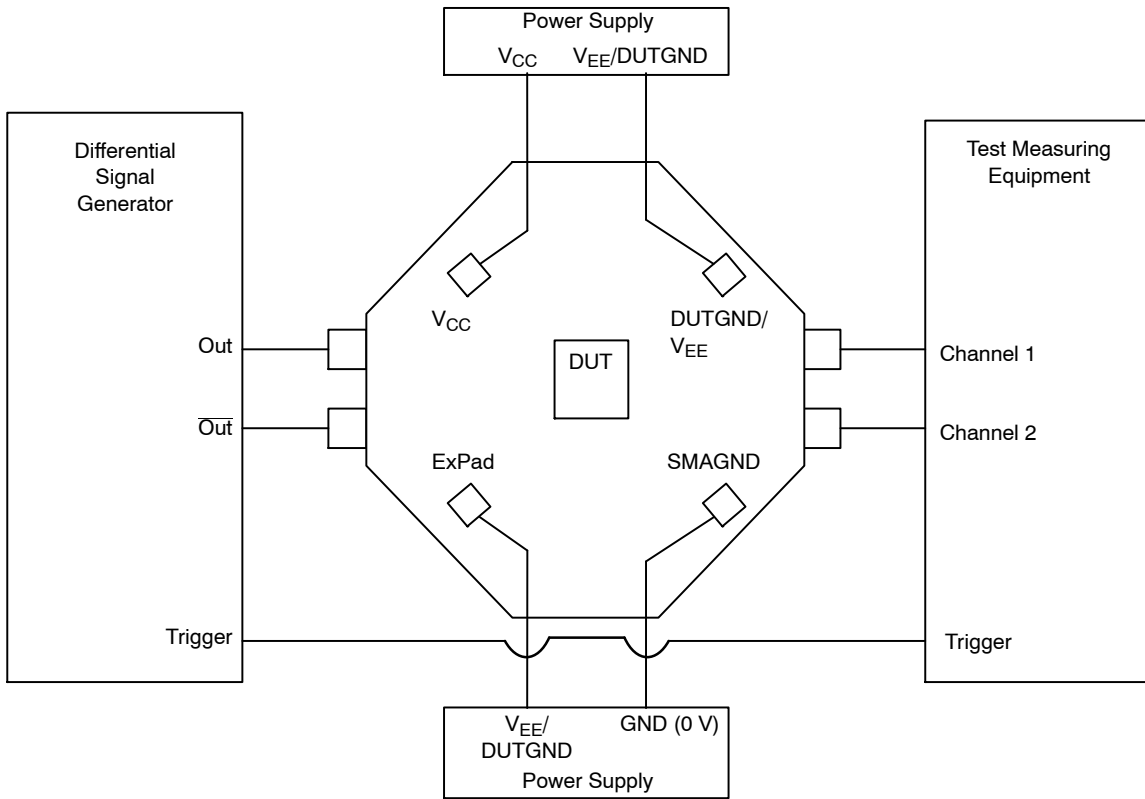 Power Supply
VCC VEE/DUTGND
Differential
Signal
Generator
Test Measuring
Equipment
VCC
DUTGND/
VEE
Out
DUT
Channel 1
Out
Channel 2
ExPad
SMAGND
Trigger
Trigger
VEE/
DUTGND
GND (0 V)
Power Supply